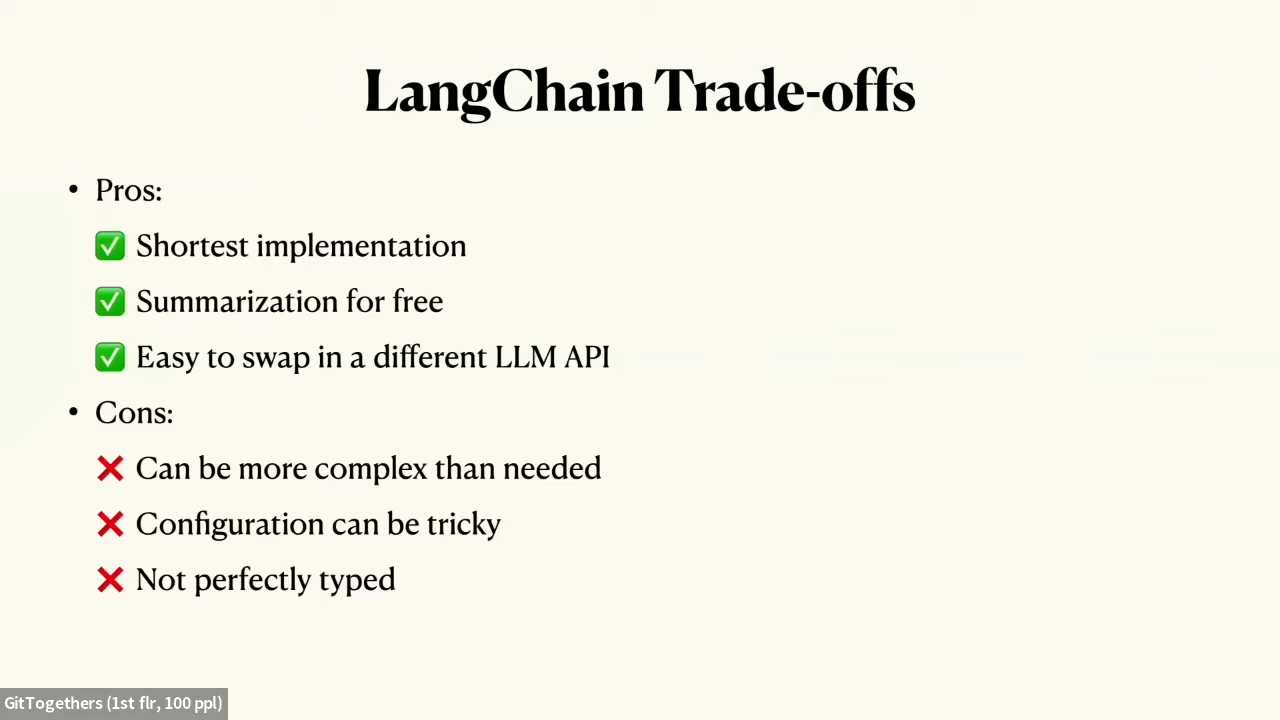 LangChain Trade-offs
• Pros:
✅ Shortest implementation
✅ Summarization for free
✅ Easy to swap in a different LLM API
• Cons:
❌ Can be more complex than needed
❌ Configuration can be tricky
❌ Not perfectly typed
GitTogethers (1st flr, 100 ppl)